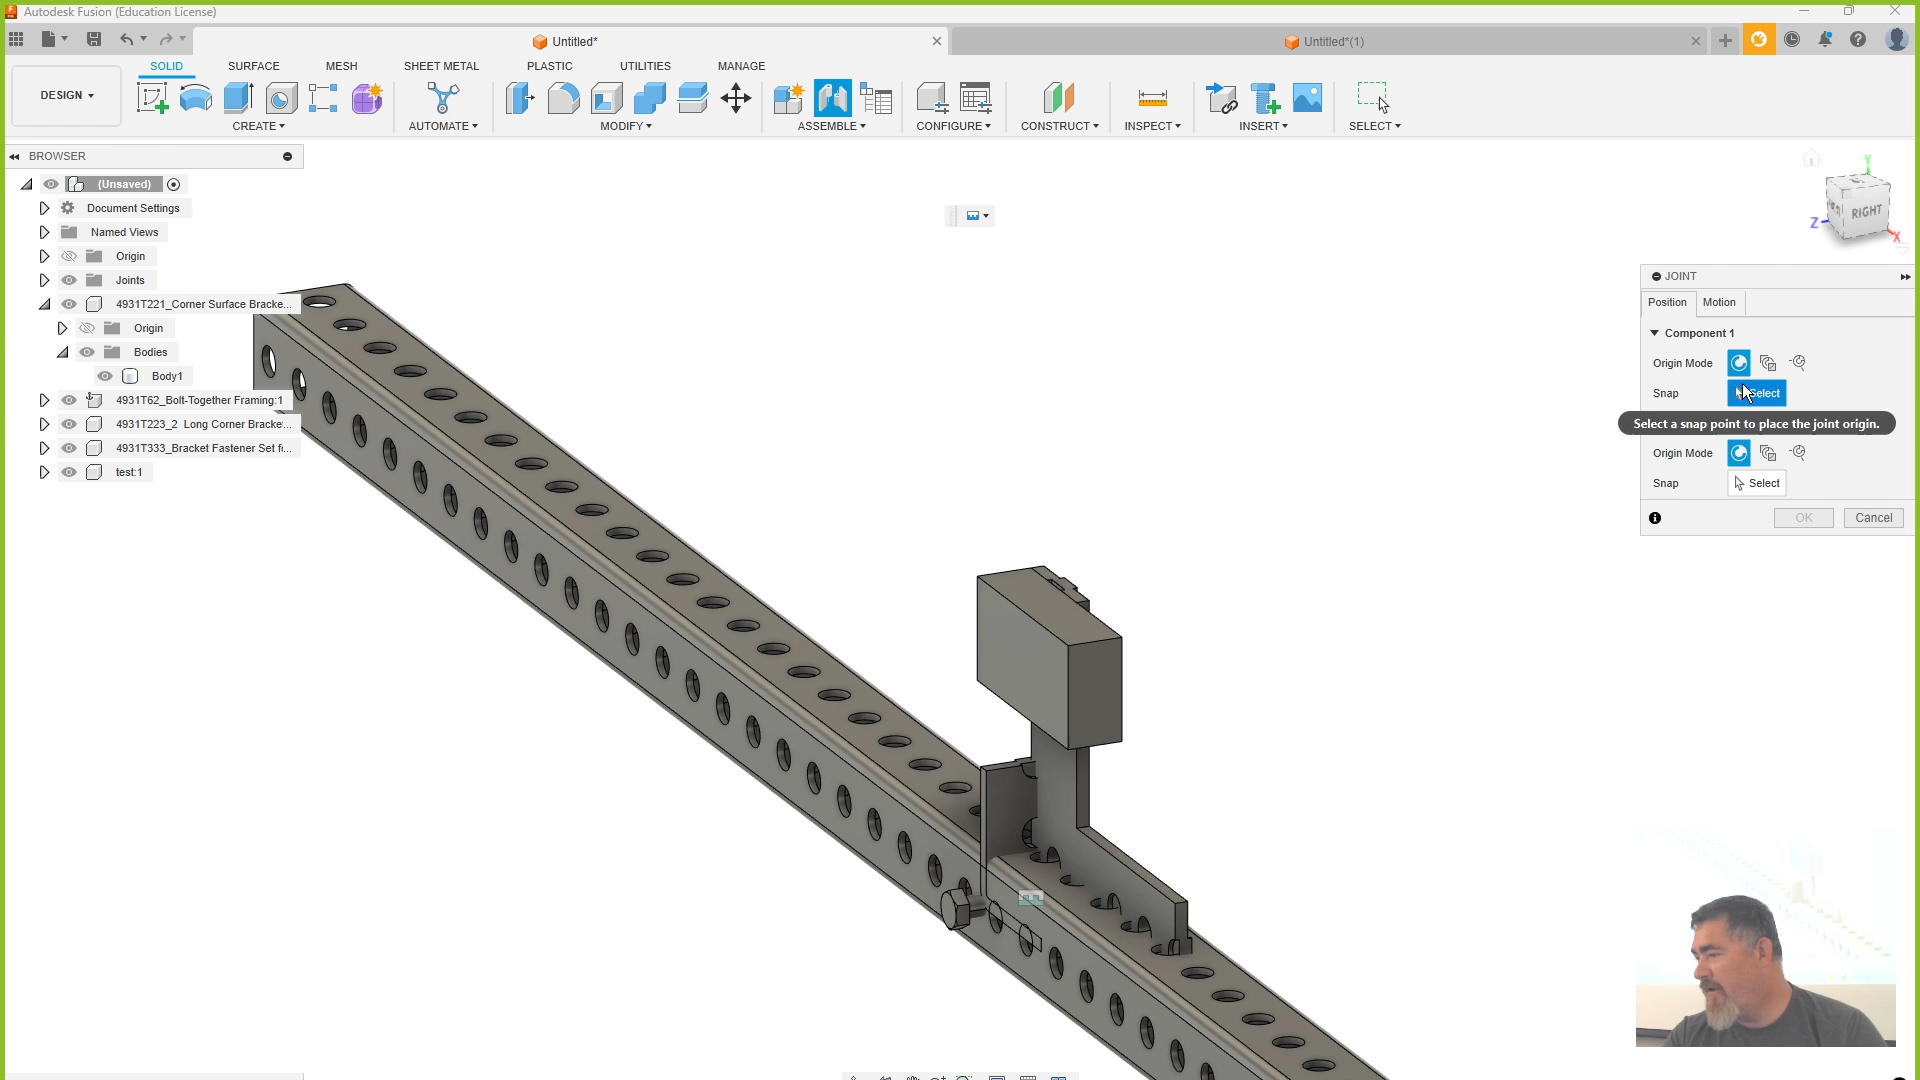 Autodesk Fusion (Education License)
Untitled*
Untitled*(1)
DESIGN
SOLID
SURFACE
MESH
SHEET METAL
PLASTIC
UTILITIES
MANAGE
CREATE
AUTOMATE
MODIFY
ASSEMBLE
CONFIGURE
CONSTRUCT
INSPECT
INSERT
SELECT
BROWSER
(Unsaved)
Document Settings
Named Views
Origin
Joints
4931T221_Corner Surface Bracke...
Origin
Bodies
Body1
4931T62_Bolt-Together Framing:1
4931T223_2 Long Corner Bracke...
4931T333_Bracket Fastener Set fı...
test:1
Y
RIGHT
Z
X
JOINT
Position
Motion
Component 1
Origin Mode
Snap
Select
Select a snap point to place the joint origin.
Origin Mode
Snap
Select
OK
Cancel